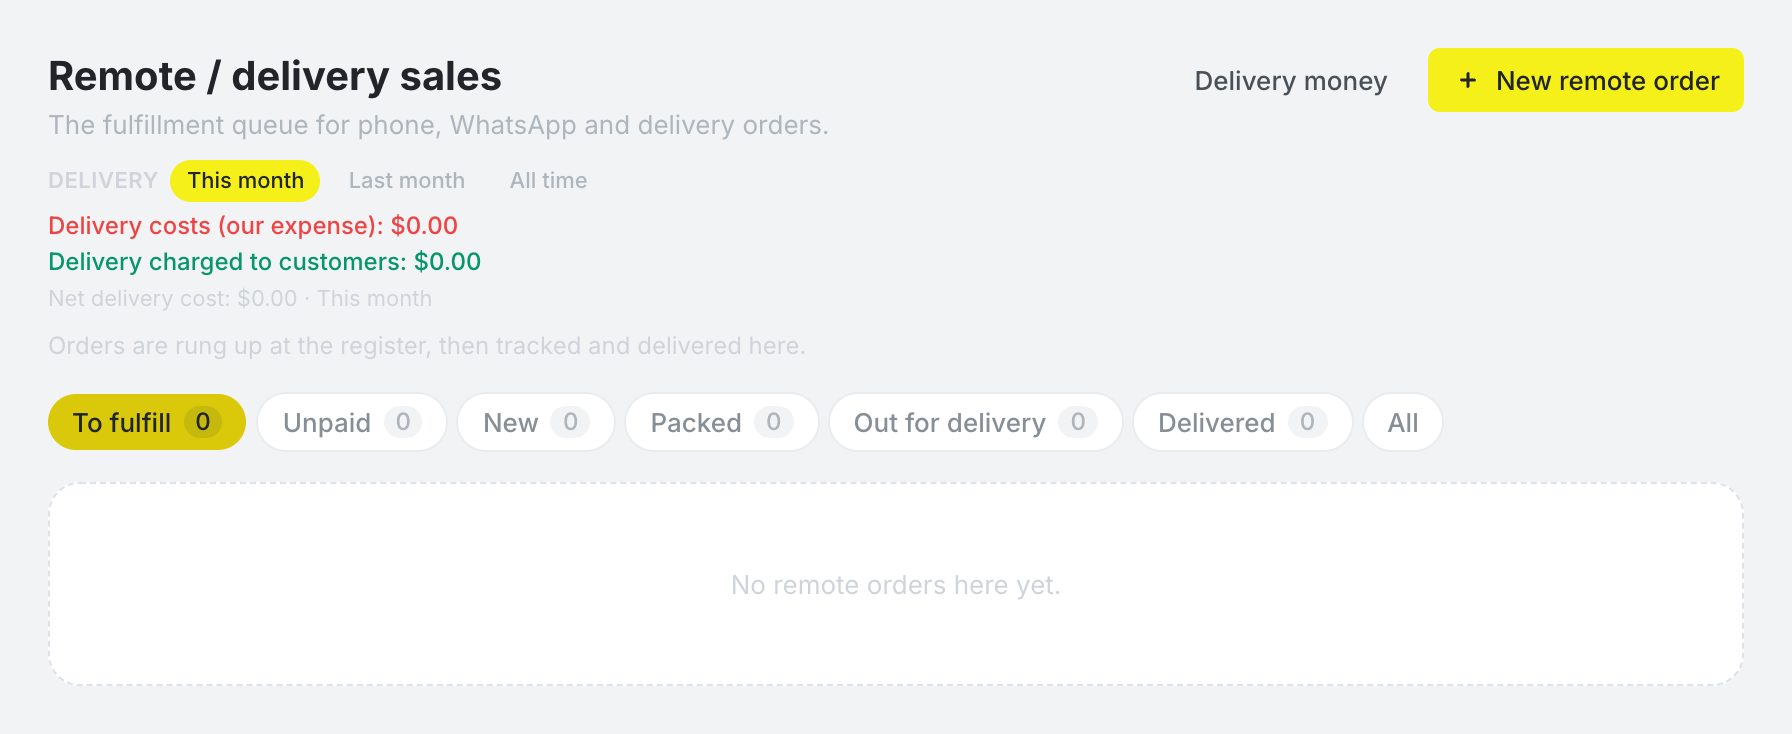 Remote / delivery sales
Delivery money
+ New remote order
The fulfillment queue for phone, WhatsApp and delivery orders.
DELIVERY This month Last month All time
Delivery costs (our expense): $0.00
Delivery charged to customers: $0.00
Net delivery cost: $0.00 · This month
Orders are rung up at the register, then tracked and delivered here.
To fulfill 0 Unpaid 0 New 0 Packed 0 Out for delivery 0 Delivered 0 All
No remote orders here yet.